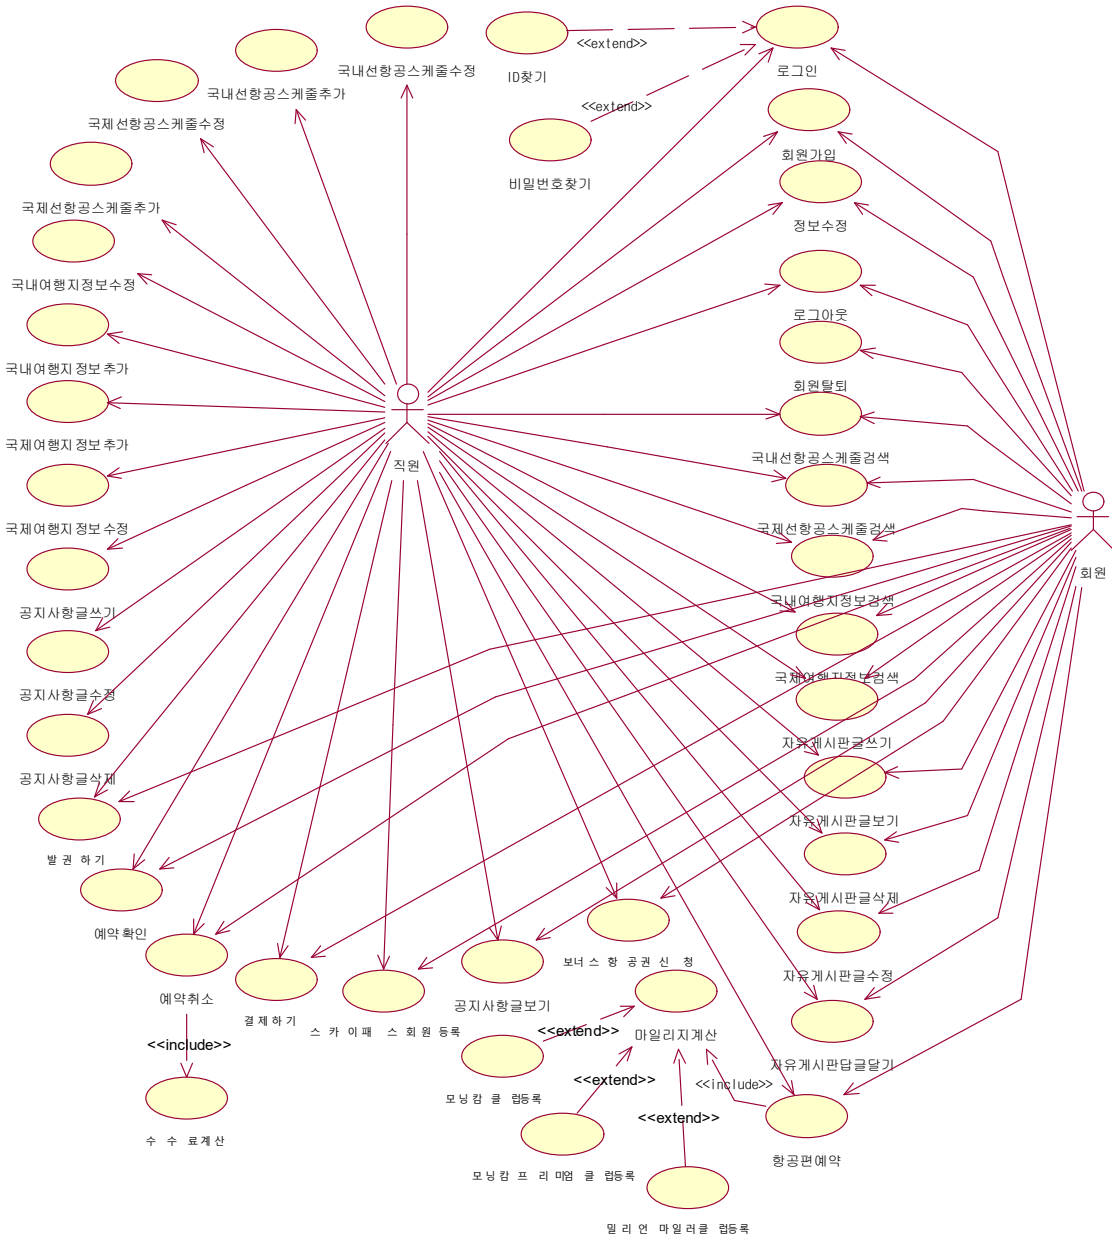 국내선항공스케줄수정
<<extend>>
ID찾기
로그인
국내선항공스케줄추가
<<extend>>
국제선항공스케줄수정
회원가입
비밀번호찾기
국제선항공스케줄추가
정보수정
국내여행지정보수정
로그아웃
국내여행지정보추가
회원탈퇴
국제여행지정보추가
국내선항공스케줄검색
직원
국제여행지정보수정
국제선항공스케줄검색
회원
공지사항글쓰기
국내여행지정보검색
공지사항글수정
국제여행지정보검색
자유게시판글쓰기
공지사항글삭제
자유게시판글보기
발권하기
자유게시판글삭제
예약확인
보너스항공권신청
자유게시판글수정
예약취소
공지사항글보기
결제하기
스카이패스회원등록
<<extend>>
마일리지계산
<<include>>
자유게시판답글달기
<<extend>>
<<include>>
모닝캄클럽등록
<<extend>>
수수료계산
항공편예약
모닝캄프리미엄클럽등록
밀리언마일러클럽등록